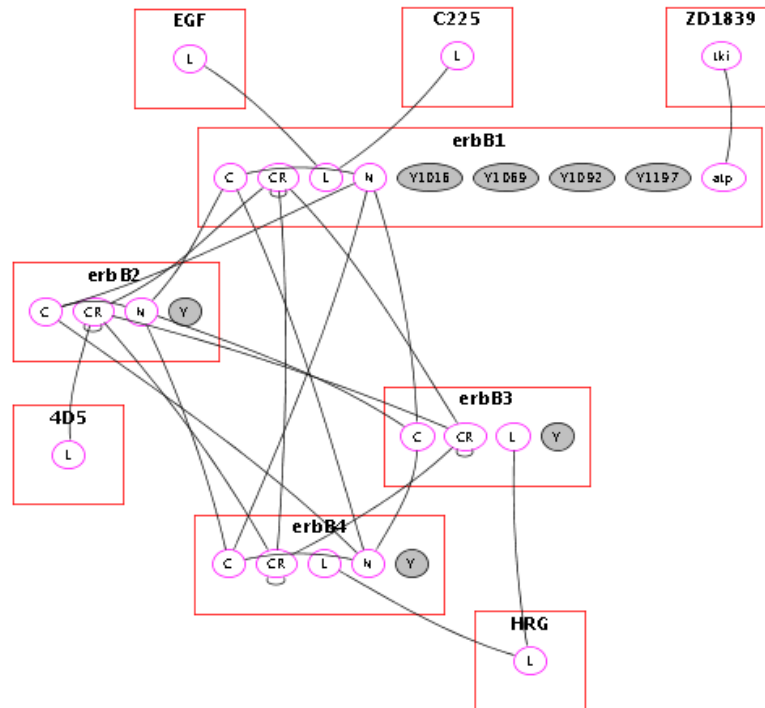 EGF
C225
ZD1839
L
L
tki
erbB1
C CR L N Y1016 Y1069 Y1092 Y1197 atp
erbB2
C CR N Y
erbB3
4D5
C CR L Y
L
erbB4
C CR L N Y
HRG
L